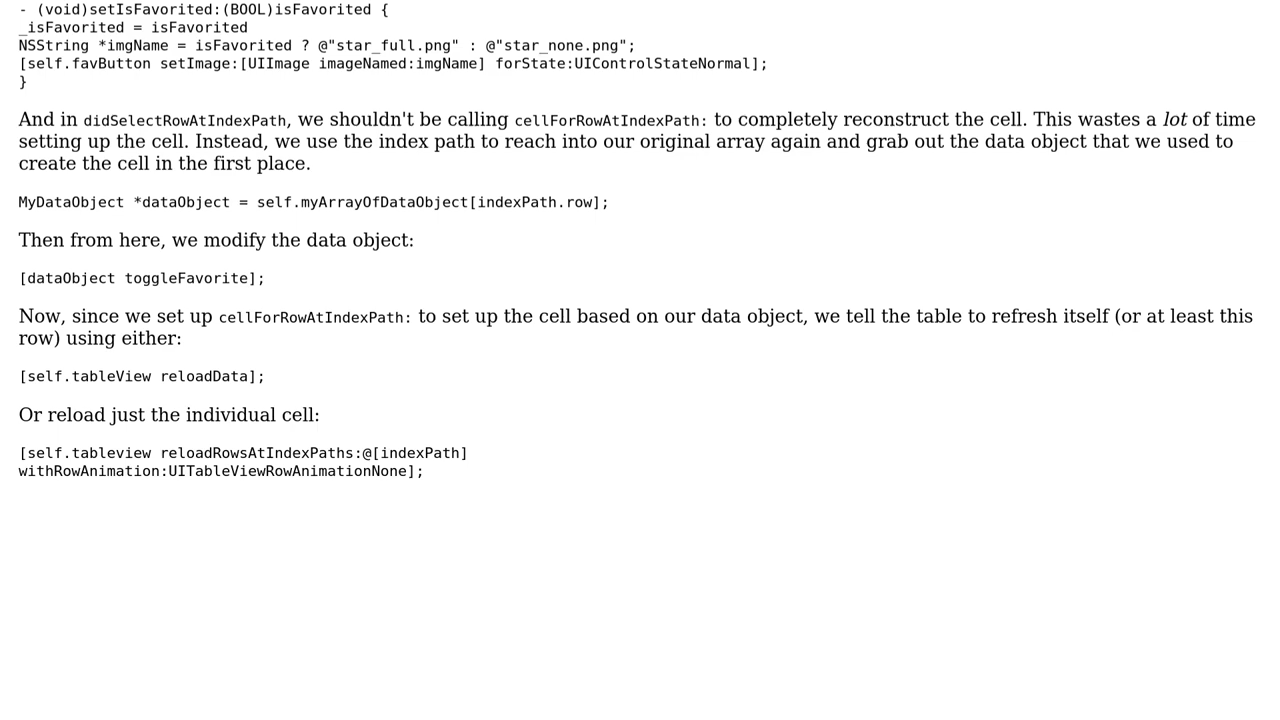 - (void)setIsFavorited:(BOOL)isFavorited {
_isFavorited = isFavorited
NSString *imgName = isFavorited ? @"star_full.png" : @"star_none.png";
[self.favButton setImage:[UIImage imageNamed:imgName] forState:UIControlStateNormal];
}
And in didSelectRowAtIndexPath, we shouldn't be calling cellForRowAtIndexPath: to completely reconstruct the cell. This wastes a lot of time
setting up the cell. Instead, we use the index path to reach into our original array again and grab out the data object that we used to
create the cell in the first place.
MyDataObject *dataObject = self.myArrayOfDataObject[indexPath.row];
Then from here, we modify the data object:
[dataObject toggleFavorite];
Now, since we set up cellForRowAtIndexPath: to set up the cell based on our data object, we tell the table to refresh itself (or at least this
row) using either:
[self.tableView reloadData];
Or reload just the individual cell:
[self.tableview reloadRowsAtIndexPaths:@[indexPath]
withRowAnimation:UITableViewRowAnimationNone];